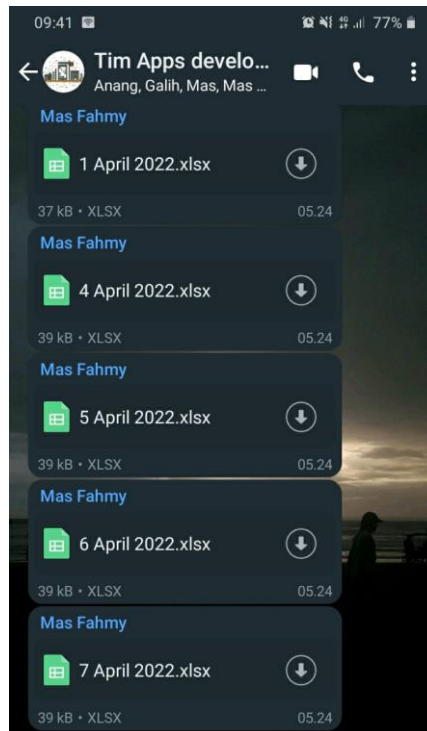 09:41 77%
Tim Apps develo...
Anang, Galih, Mas, Mas ...
Mas Fahmy
1 April 2022.xlsx
37 kB • XLSX 05.24
Mas Fahmy
4 April 2022.xlsx
39 kB • XLSX 05.24
Mas Fahmy
5 April 2022.xlsx
39 kB • XLSX 05.24
Mas Fahmy
6 April 2022.xlsx
39 kB • XLSX 05.24
Mas Fahmy
7 April 2022.xlsx
39 kB • XLSX 05.24